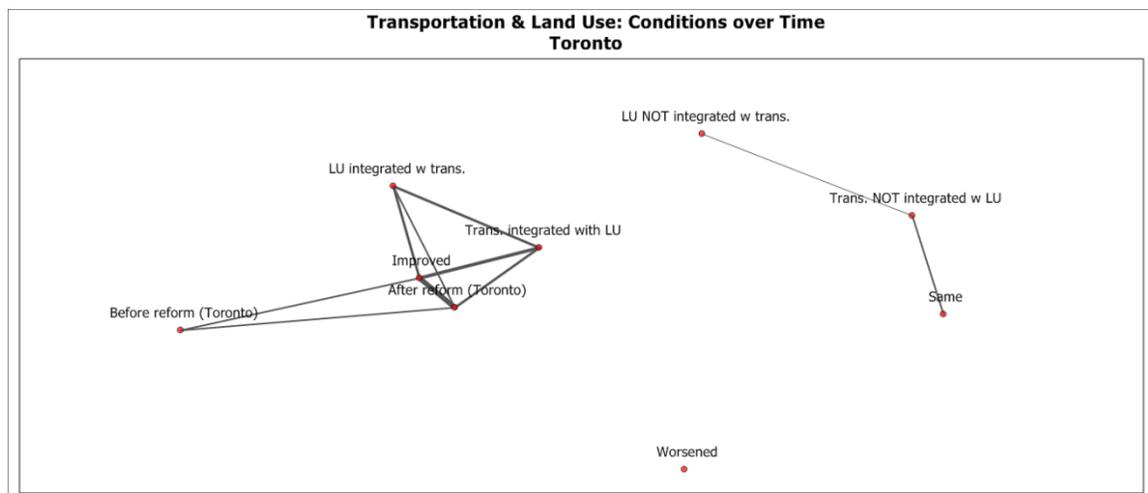 Transportation & Land Use: Conditions over Time
Toronto
LU NOT integrated w trans.
LU integrated w trans.
Trans. NOT integrated w LU
Trans. integrated with LU
Improved
After reform (Toronto)
Same
Before reform (Toronto)
Worsened